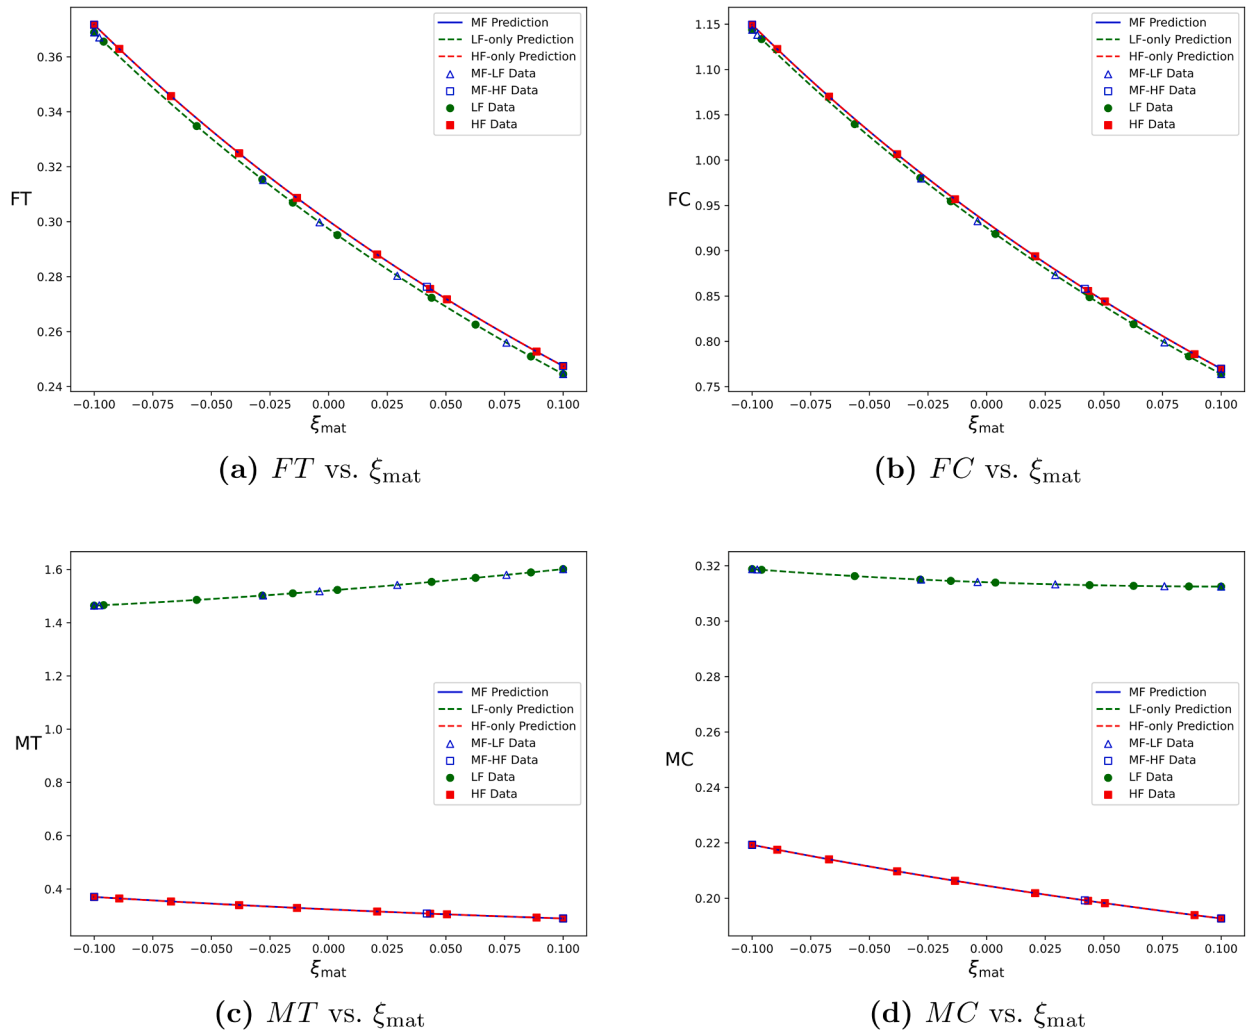 0.36
0.34
0.32
0.30
0.28
0.26
0.24
FT
MF Prediction
LF-only Prediction
HF-only Prediction
MF-LF Data
MF-HF Data
LF Data
HF Data
−0.100 −0.075 −0.050 −0.025 0.000 0.025 0.050 0.075 0.100
ξmat
(a) FT vs. ξmat
1.15
1.10
1.05
1.00
0.95
0.90
0.85
0.80
0.75
FC
MF Prediction
LF-only Prediction
HF-only Prediction
MF-LF Data
MF-HF Data
LF Data
HF Data
−0.100 −0.075 −0.050 −0.025 0.000 0.025 0.050 0.075 0.100
ξmat
(b) FC vs. ξmat
1.6
1.4
1.2
1.0
0.8
0.6
0.4
MT
MF Prediction
LF-only Prediction
HF-only Prediction
MF-LF Data
MF-HF Data
LF Data
HF Data
−0.100 −0.075 −0.050 −0.025 0.000 0.025 0.050 0.075 0.100
ξmat
(c) MT vs. ξmat
0.32
0.30
0.28
0.26
0.24
0.22
0.20
MC
MF Prediction
LF-only Prediction
HF-only Prediction
MF-LF Data
MF-HF Data
LF Data
HF Data
−0.100 −0.075 −0.050 −0.025 0.000 0.025 0.050 0.075 0.100
ξmat
(d) MC vs. ξmat